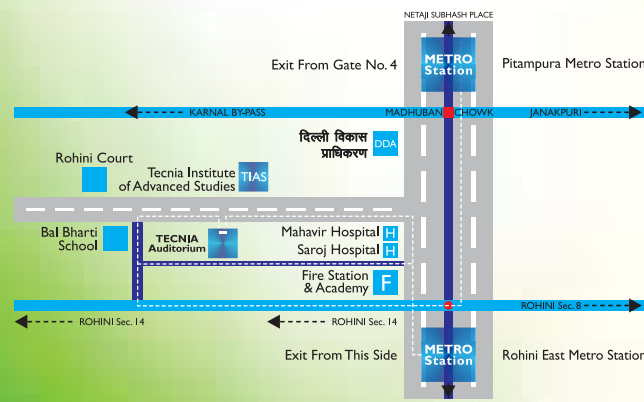 NETAJI SUBHASH PLACE
Exit From Gate No. 4
METRO
Station
Pitampura Metro Station
KARNAL BY-PASS
MADHUBAN CHOWK
JANAKPURI
दिल्ली विकास
प्राधिकरण
DDA
Rohini Court
Tecnia Institute
of Advanced Studies
TIAS
Bal Bharti
School
TECNIA
Auditorium
Mahavir Hospital H
Saroj Hospital H
Fire Station
& Academy
F
ROHINI Sec. 8
ROHINI Sec. 14
ROHINI Sec. 14
Exit From This Side
METRO
Station
Rohini East Metro Station